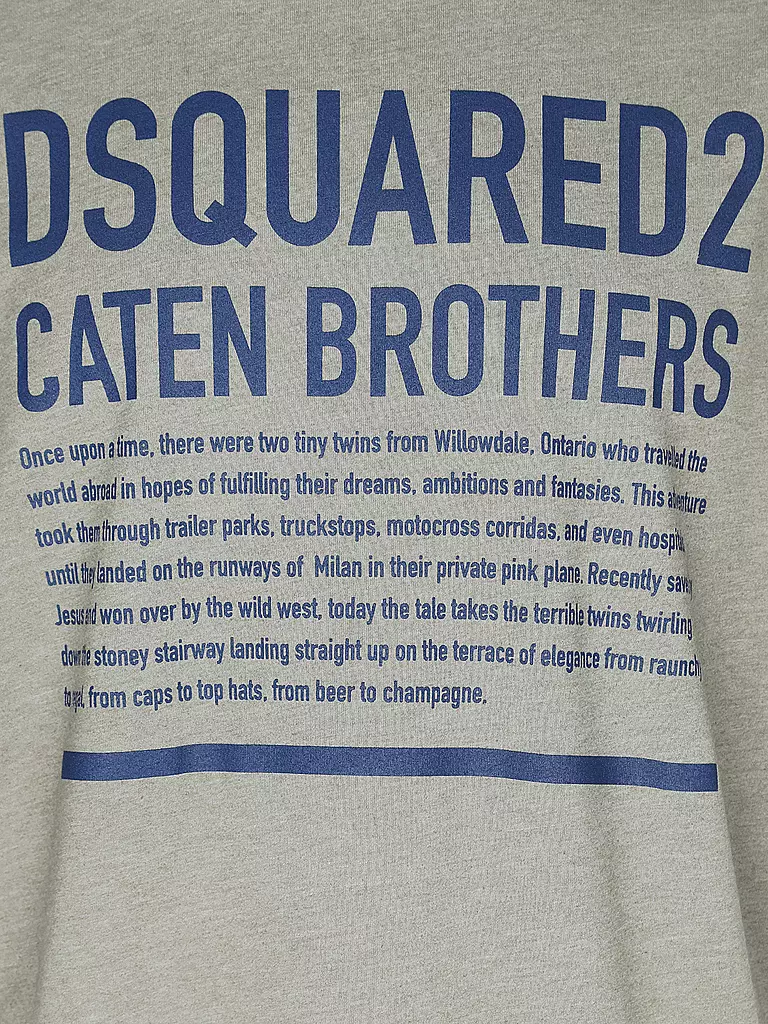 DSQUARED2
CATEN BROTHERS
Once upon a time, there were two tiny twins from Willowdale, Ontario who travelled the
world abroad in hopes of fulfilling their dreams, ambitions and fantasies. This
took them through trailer parks, truckstops, motocross corridas, and even
until they landed on the runways of Milan in their private pink plane. Recently
Jesus and won over by the wild west, today the tale takes the terrible twins twirling
down the stoney stairway landing straight up on the terrace of elegance from raunchy
to from caps to top hats, from beer to champagne.